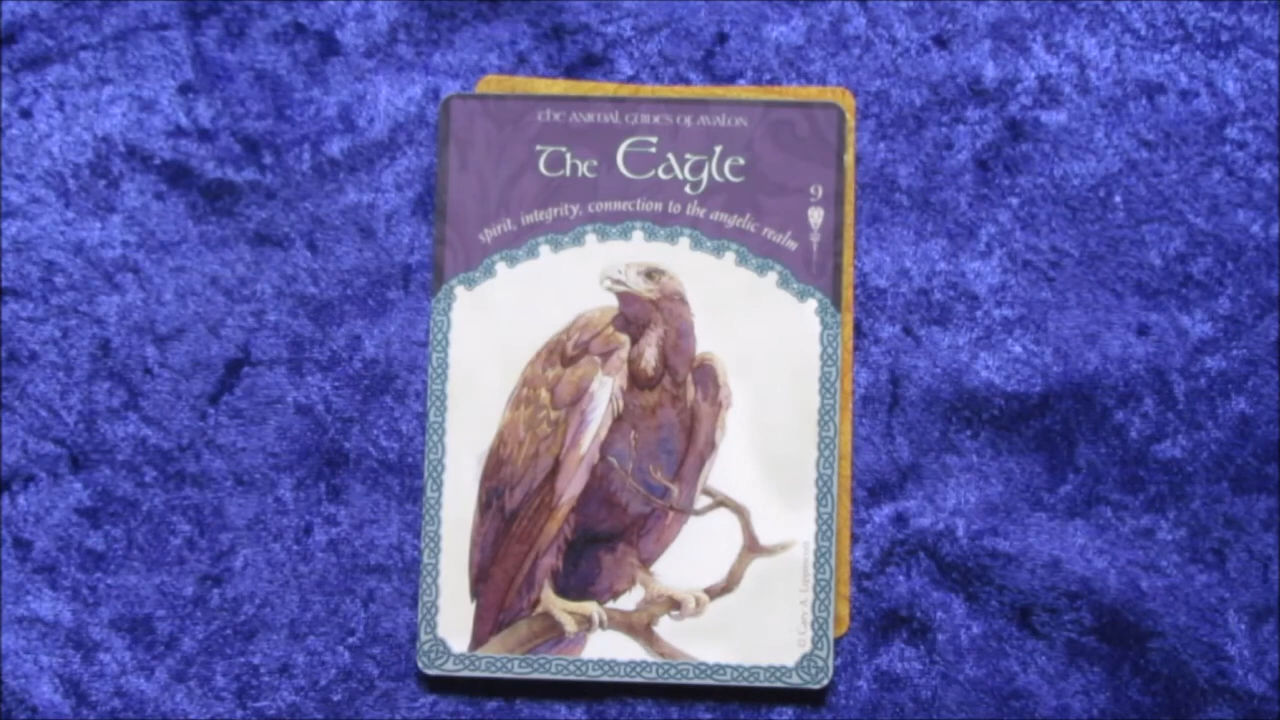 The Animal Guides of Avalon
The Eagle
9
spirit, integrity, connection to the angelic realm